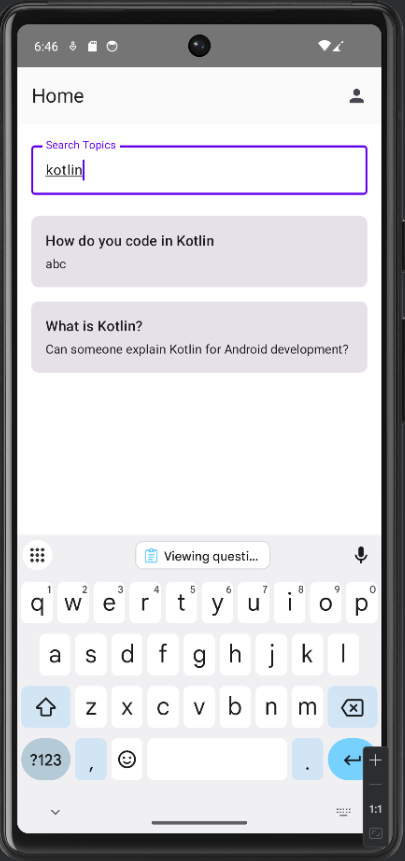 6:46
Home
Search Topics
kotlin
How do you code in Kotlin
abc
What is Kotlin?
Can someone explain Kotlin for Android development?
Viewing questi...
q1 w2 e3 r4 t5 y6 u7 i8 o9 p0
a s d f g h j k l
z x c v b n m
?123 , .
1:1